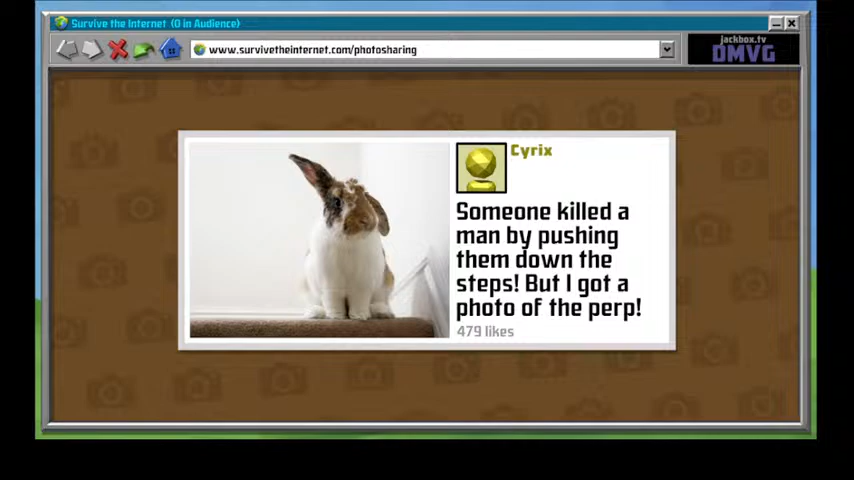 Survive the Internet (0 in Audience)
www.survivetheinternet.com/photosharing
jackbox.tv
DMVG
Cyrix
Someone killed a
man by pushing
them down the
steps! But I got a
photo of the perp!
479 likes